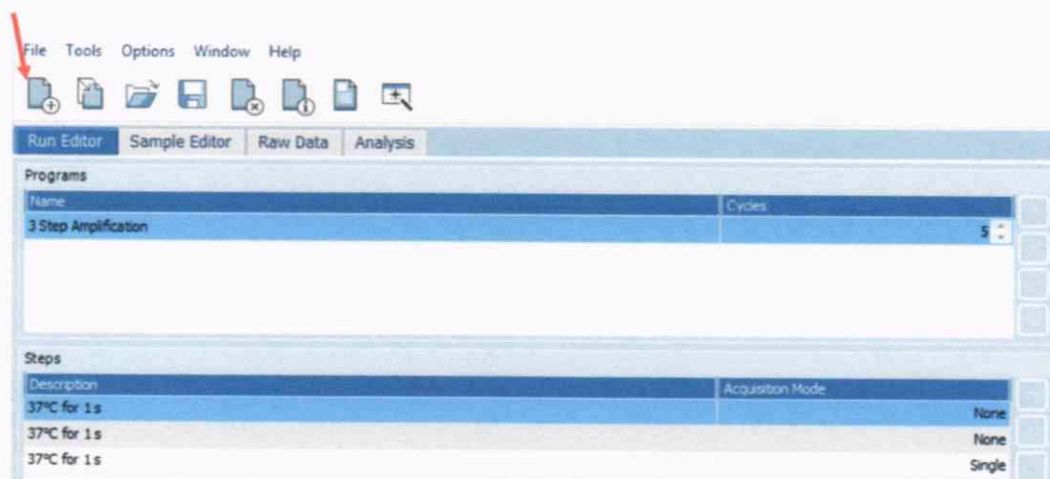 File Tools Options Window Help
Run Editor Sample Editor Raw Data Analysis
Programs
Name Cycles
3 Step Amplification 5
Steps
Description Acquisition Mode
37°C for 1 s None
37°C for 1 s None
37°C for 1 s Single